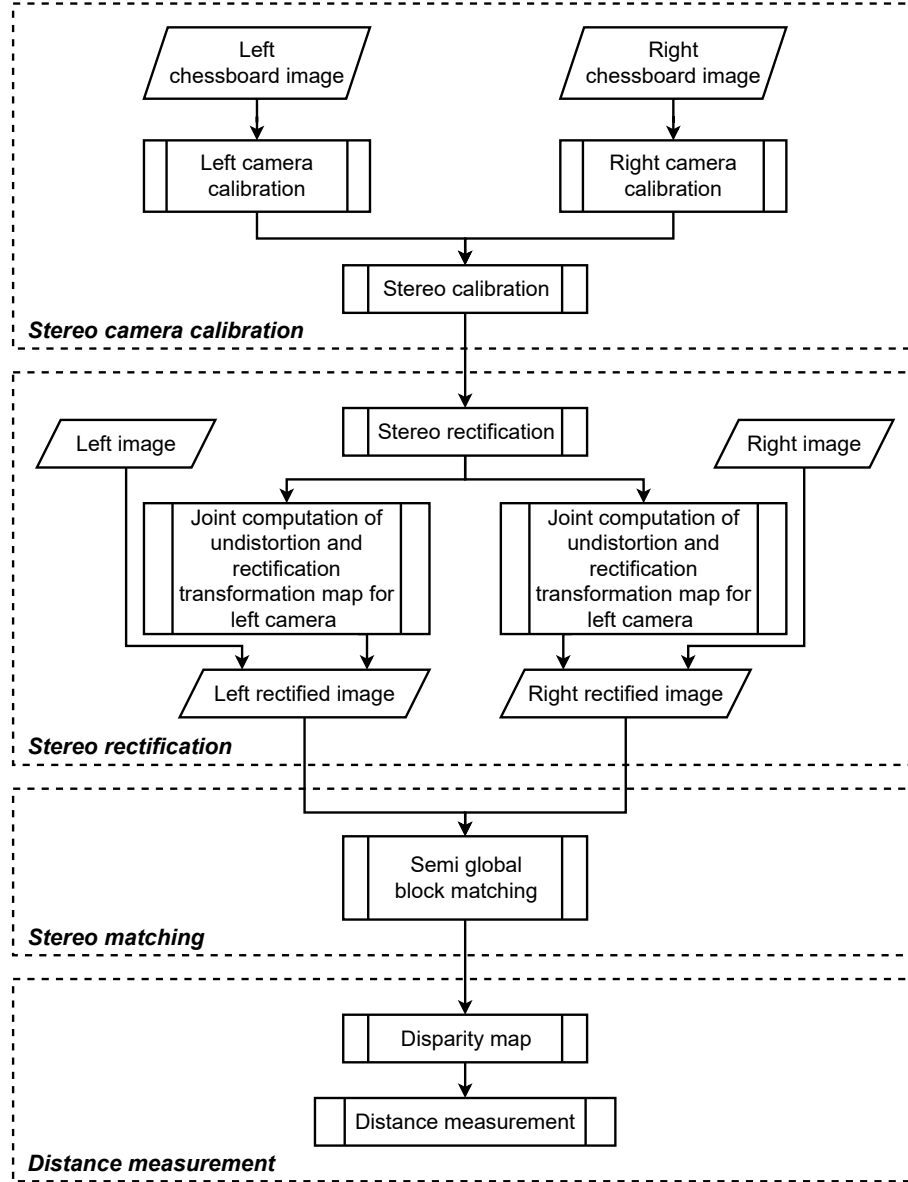 Left
chessboard image
Right
chessboard image
Left camera
calibration
Right camera
calibration
Stereo calibration
Stereo camera calibration
Stereo rectification
Left image
Right image
Joint computation of
undistortion and
rectification
transformation map for
left camera
Joint computation of
undistortion and
rectification
transformation map for
left camera
Left rectified image
Right rectified image
Stereo rectification
Semi global
block matching
Stereo matching
Disparity map
Distance measurement
Distance measurement